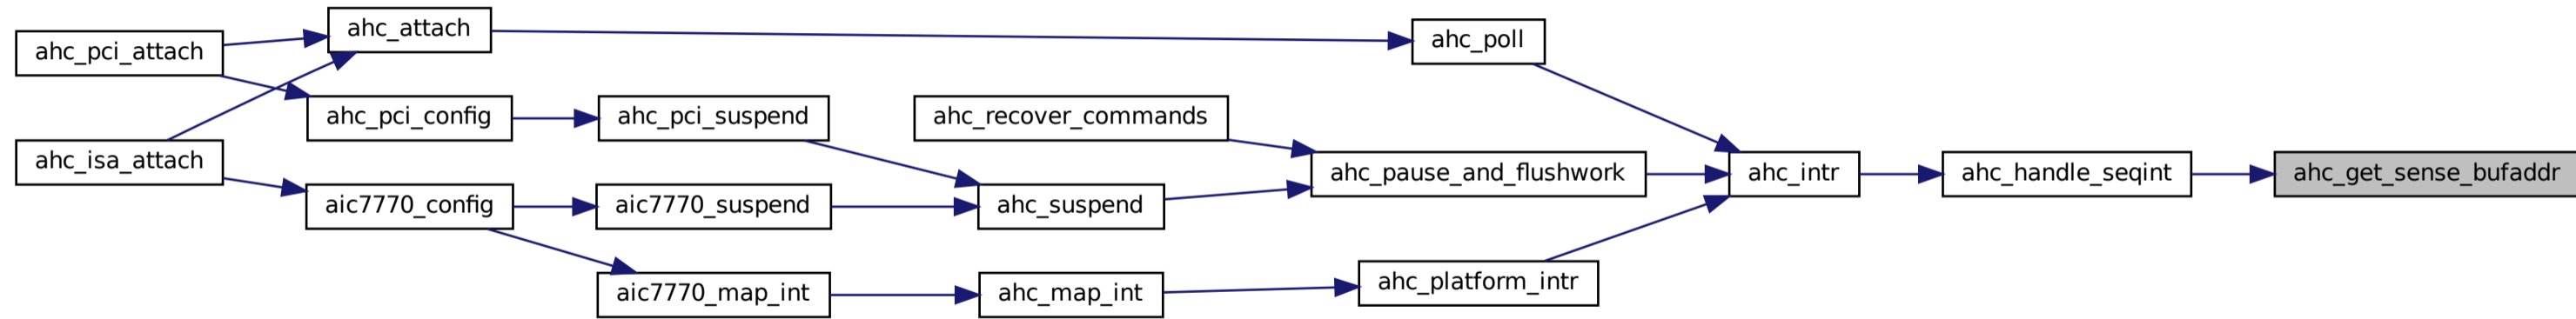 ahc_attach
ahc_poll
ahc_pci_attach
ahc_pci_config
ahc_pci_suspend
ahc_recover_commands
ahc_isa_attach
ahc_pause_and_flushwork
ahc_intr
ahc_handle_seqint
ahc_get_sense_bufaddr
aic7770_config
aic7770_suspend
ahc_suspend
aic7770_map_int
ahc_map_int
ahc_platform_intr